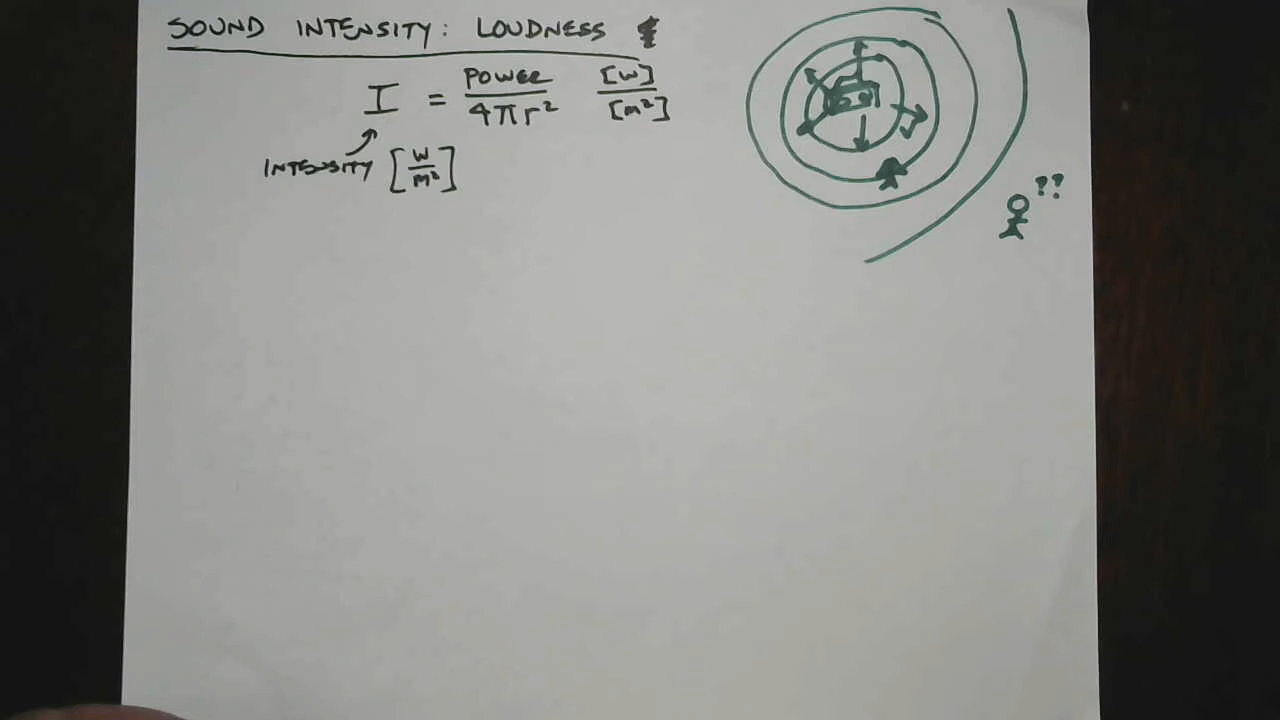 SOUND INTENSITY: LOUDNESS
I = POWER / 4πr² [W] / [m²]
INTENSITY [W/m²]
??